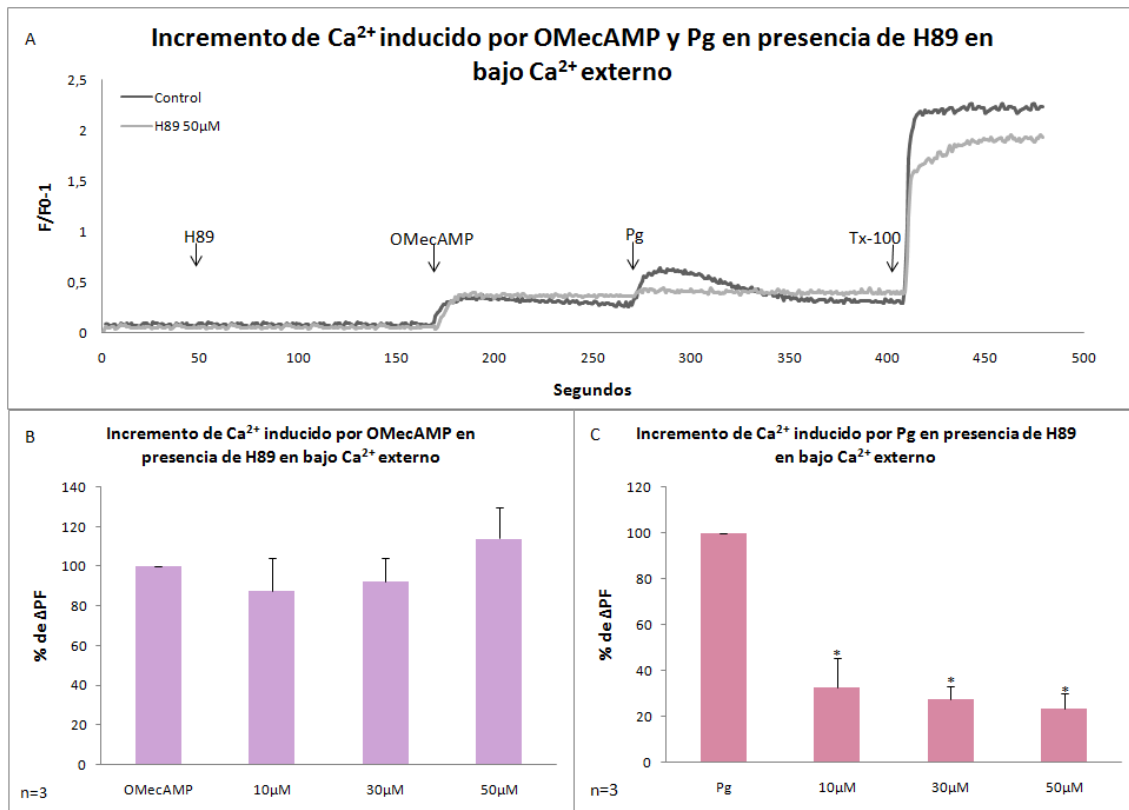 A
Incremento de Ca²⁺ inducido por OMecAMP y Pg en presencia de H89 en
bajo Ca²⁺ externo
2,5
2
1,5
1
0,5
0
F/F0-1
Control
H89 50µM
H89
OMecAMP
Pg
Tx-100
0 50 100 150 200 250 300 350 400 450 500
Segundos
B
Incremento de Ca²⁺ inducido por OMecAMP en
presencia de H89 en bajo Ca²⁺ externo
140
120
100
80
60
40
20
0
% de ΔPF
OMecAMP 10µM 30µM 50µM
n=3
C
Incremento de Ca²⁺ inducido por Pg en presencia de H89
en bajo Ca²⁺ externo
120
100
80
60
40
20
0
% de ΔPF
* * *
Pg 10µM 30µM 50µM
n=3